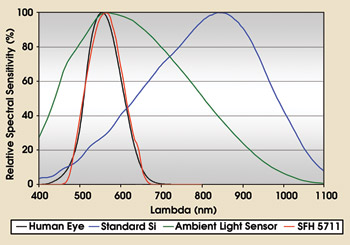 Relative Spectral Sensitivity (%)
100
80
60
40
20
0
400 500 600 700 800 900 1000 1100
Lambda (nm)
Human Eye Standard Si Ambient Light Sensor SFH 5711